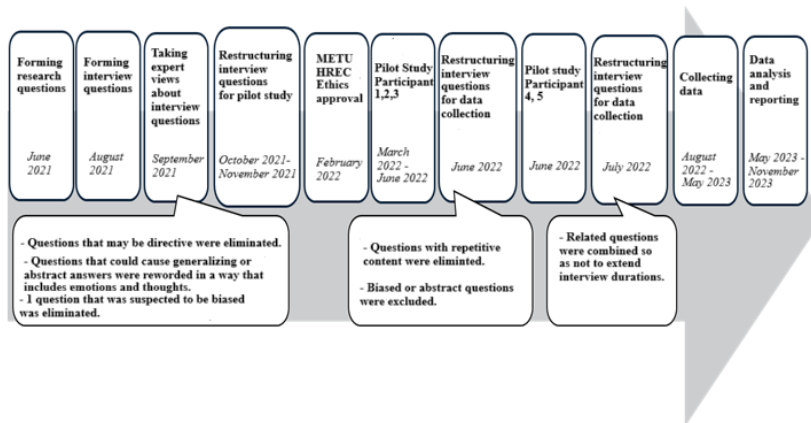 Forming
research
questions
June
2021
Forming
interview
questions
August
2021
Taking
expert
views
about
interview
questions
September
2021
Restructuring
interview
questions
for pilot study
October 2021-
November 2021
METU
HREC
Ethics
approval
February
2022
Pilot Study
Participant
1,2,3
March
2022 -
June 2022
Restructuring
interview
questions
for data
collection
June 2022
Pilot study
Participant
4, 5
June 2022
Restructuring
interview
questions
for data
collection
July 2022
Collecting
data
August
2022 -
May 2023
Data
analysis
and
reporting
May 2023 -
November
2023
- Questions that may be directive were eliminated.
- Questions that could cause generalizing or
abstract answers were reworded in a way that
includes emotions and thoughts.
- 1 question that was suspected to be biased
was eliminated.
- Questions with repetitive
content were eliminted.
- Biased or abstract questions
were excluded.
- Related questions
were combined so
as not to extend
interview durations.